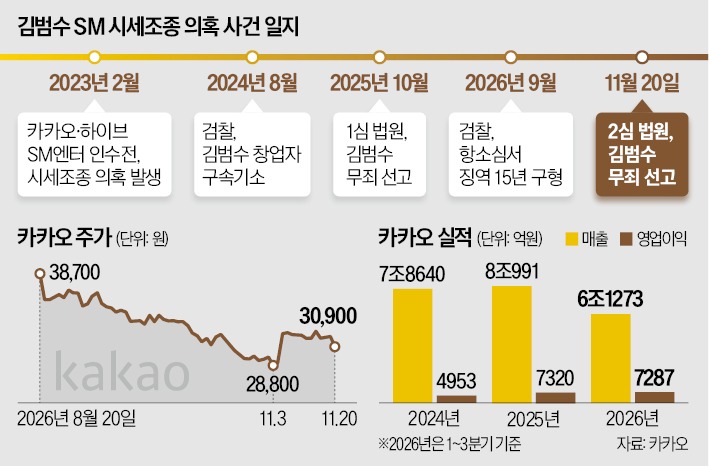 김범수 SM 시세조종 의혹 사건 일지
2023년 2월
카카오·하이브
SM엔터 인수전,
시세조종 의혹 발생
2024년 8월
검찰,
김범수 창업자
구속기소
2025년 10월
1심 법원,
김범수
무죄 선고
2026년 9월
검찰,
항소심서
징역 15년 구형
11월 20일
2심 법원,
김범수
무죄 선고
카카오 주가 (단위: 원)
38,700
30,900
28,800
kakao
2026년 8월 20일
11.3
11.20
카카오 실적 (단위: 억원)
매출
영업이익
7조8640
8조991
6조1273
4953
7320
7287
2024년
2025년
2026년
※2026년은 1~3분기 기준
자료: 카카오